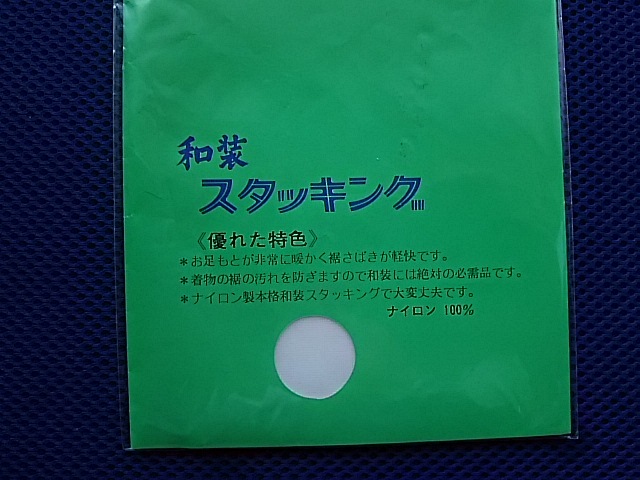 和装
スタッキング
《優れた特色》
＊お足もとが非常に暖かく裾さばきが軽快です。
＊着物の裾の汚れを防ぎますので和装には絶対の必需品です。
＊ナイロン製本格和装スタッキングで大変丈夫です。
ナイロン 100%